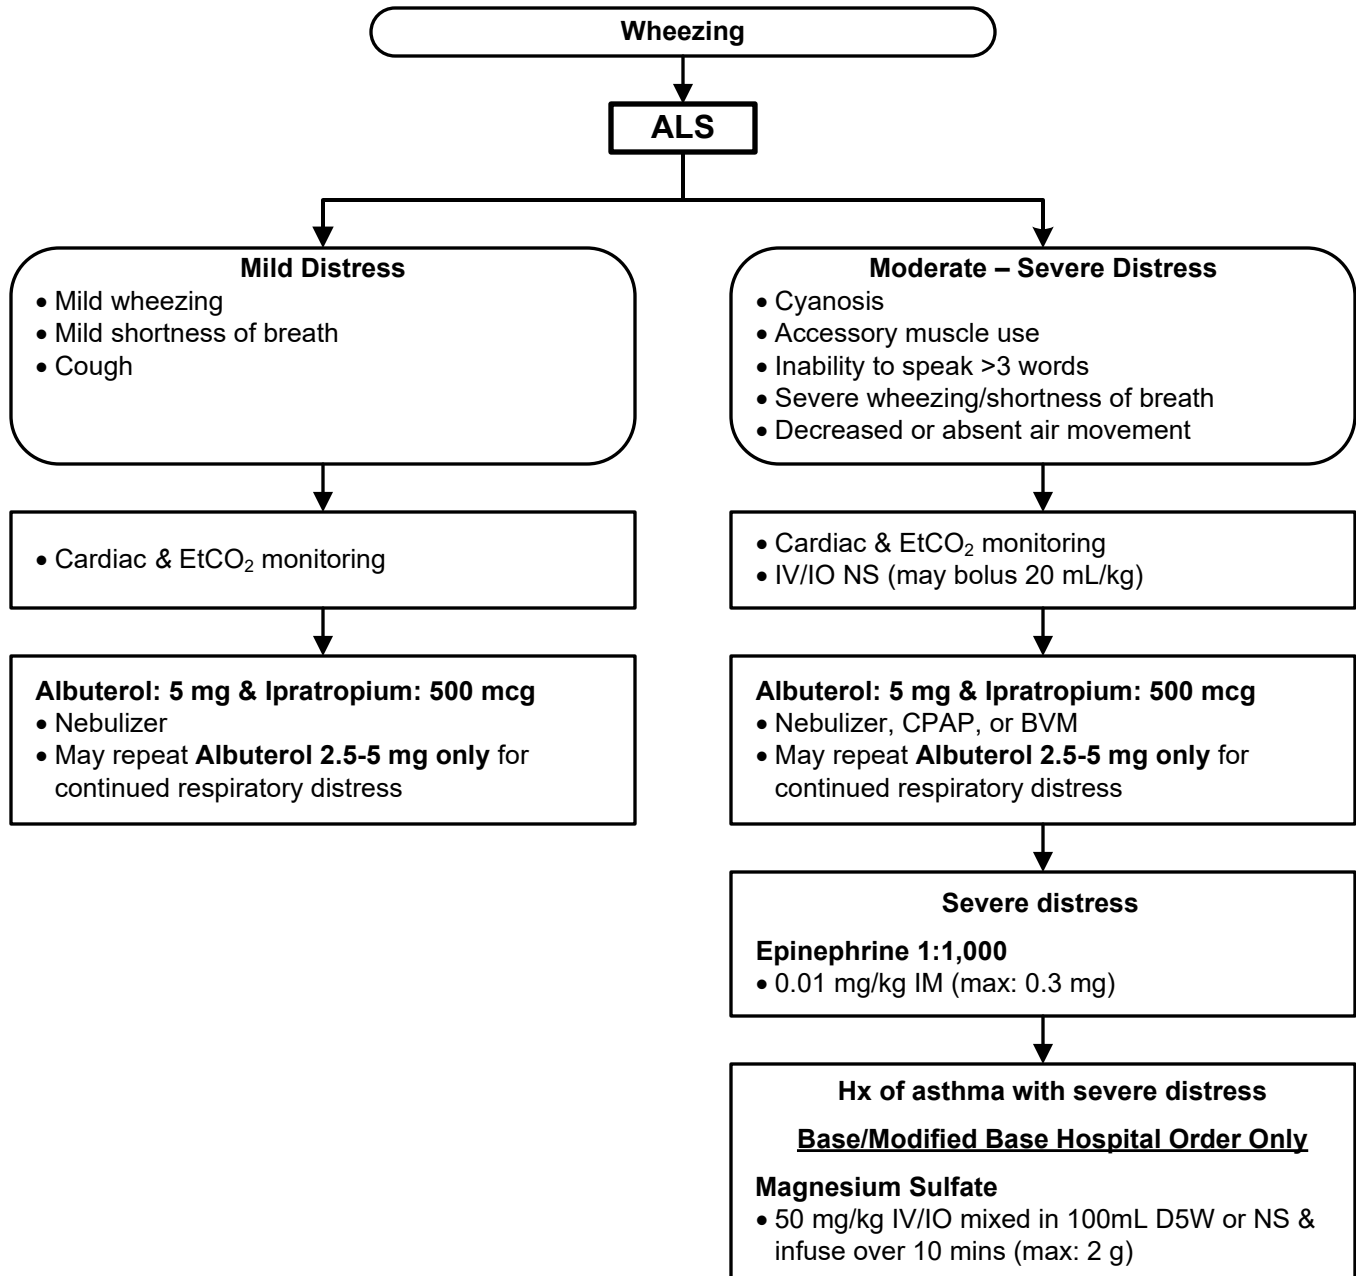 Wheezing
ALS
Mild Distress
• Mild wheezing
• Mild shortness of breath
• Cough
Moderate – Severe Distress
• Cyanosis
• Accessory muscle use
• Inability to speak >3 words
• Severe wheezing/shortness of breath
• Decreased or absent air movement
• Cardiac & EtCO₂ monitoring
• Cardiac & EtCO₂ monitoring
• IV/IO NS (may bolus 20 mL/kg)
Albuterol: 5 mg & Ipratropium: 500 mcg
• Nebulizer
• May repeat Albuterol 2.5-5 mg only for
continued respiratory distress
Albuterol: 5 mg & Ipratropium: 500 mcg
• Nebulizer, CPAP, or BVM
• May repeat Albuterol 2.5-5 mg only for
continued respiratory distress
Severe distress
Epinephrine 1:1,000
• 0.01 mg/kg IM (max: 0.3 mg)
Hx of asthma with severe distress
Base/Modified Base Hospital Order Only
Magnesium Sulfate
• 50 mg/kg IV/IO mixed in 100mL D5W or NS &
infuse over 10 mins (max: 2 g)